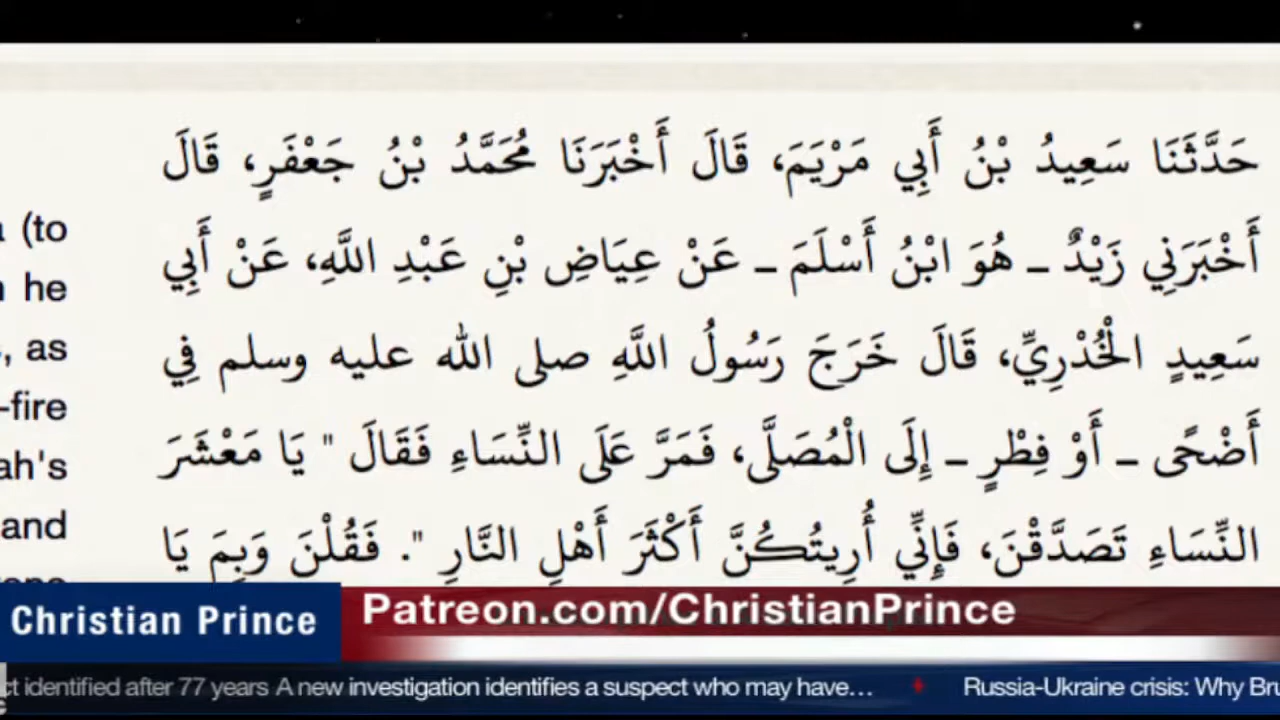 حَدَّثَنَا سَعِيدُ بْنُ أَبِي مَرْيَمَ، قَالَ أَخْبَرَنَا مُحَمَّدُ بْنُ جَعْفَرٍ، قَالَ
أَخْبَرَنِي زَيْدٌ ـ هُوَ ابْنُ أَسْلَمَ ـ عَنْ عِيَاضِ بْنِ عَبْدِ اللَّهِ، عَنْ أَبِي
سَعِيدٍ الْخُدْرِيِّ، قَالَ خَرَجَ رَسُولُ اللَّهِ صلى الله عليه وسلم فِي
أَضْحًى ـ أَوْ فِطْرٍ ـ إِلَى الْمُصَلَّى، فَمَرَّ عَلَى النِّسَاءِ فَقَالَ " يَا مَعْشَرَ
النِّسَاءِ تَصَدَّقْنَ، فَإِنِّي أُرِيتُكُنَّ أَكْثَرَ أَهْلِ النَّارِ ". فَقُلْنَ وَبِمَ يَا
(to
he
, as
-fire
ah's
and
Christian Prince
Patreon.com/ChristianPrince
ct identified after 77 years A new investigation identifies a suspect who may have… Russia-Ukraine crisis: Why Bru